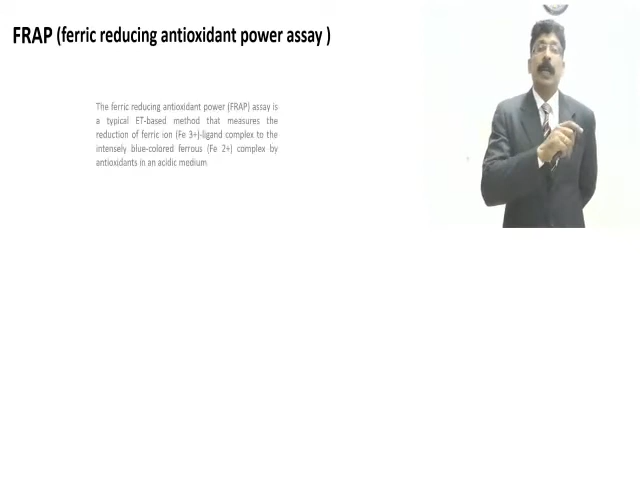 FRAP (ferric reducing antioxidant power assay )
The ferric reducing antioxidant power (FRAP) assay is
a typical ET-based method that measures the
reduction of ferric ion (Fe 3+)-ligand complex to the
intensely blue-colored ferrous (Fe 2+) complex by
antioxidants in an acidic medium